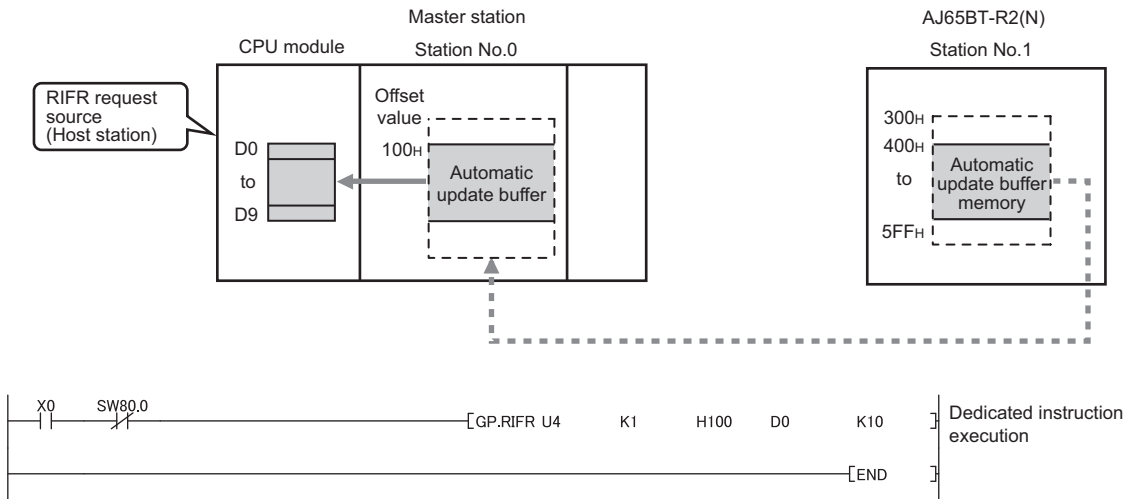 Master station
AJ65BT-R2(N)
CPU module
Station No.0
Station No.1
RIFR request
source
(Host station)
Offset
value
100H
D0
to
D9
Automatic
update buffer
300H
400H
to
5FFH
Automatic
update buffer
memory
X0 SW80.0 GP.RIFR U4 K1 H100 D0 K10
Dedicated instruction
execution
END